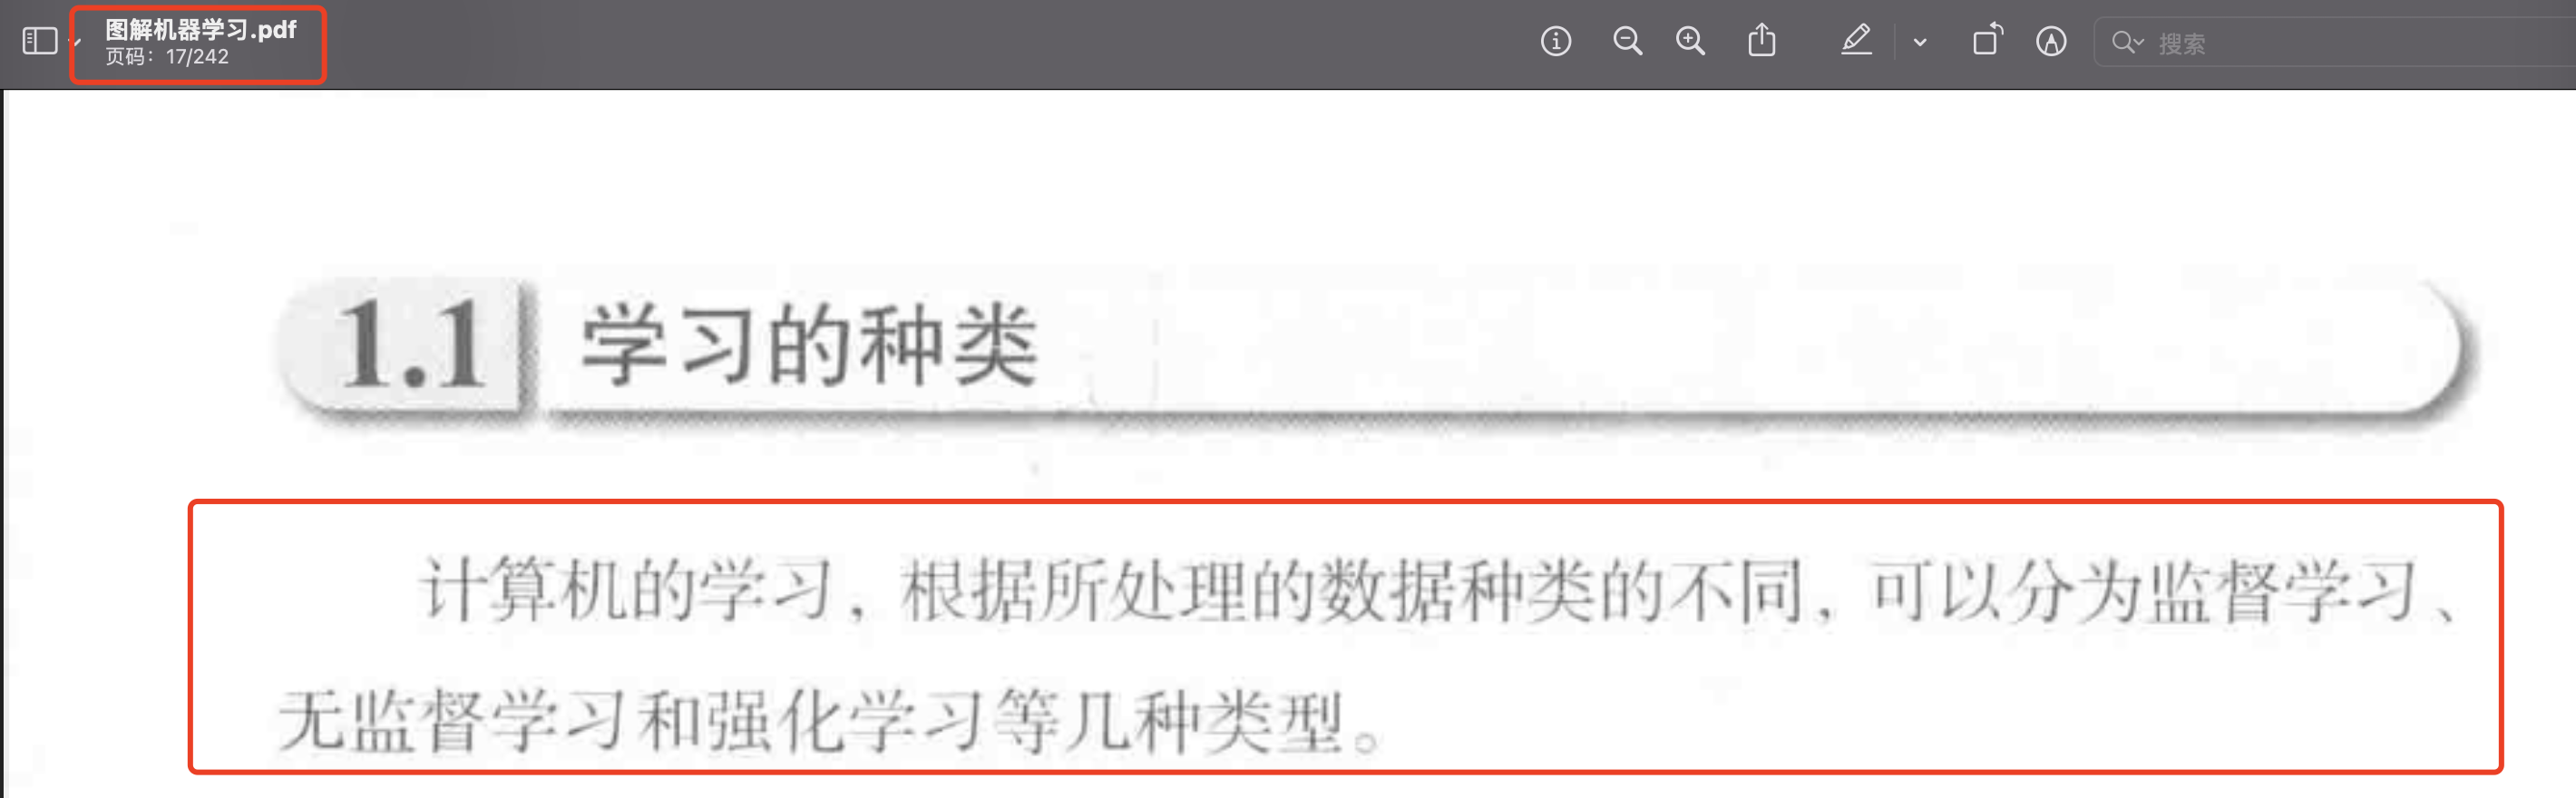 图解机器学习.pdf
页码：17/242
搜索
1.1 学习的种类
计算机的学习，根据所处理的数据种类的不同，可以分为监督学习、
无监督学习和强化学习等几种类型。